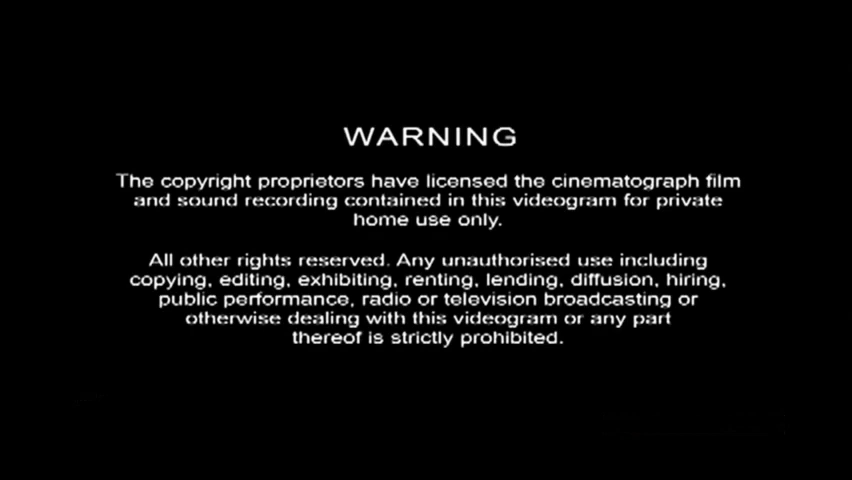 WARNING
The copyright proprietors have licensed the cinematograph film
and sound recording contained in this videogram for private
home use only.
All other rights reserved. Any unauthorised use including
copying, editing, exhibiting, renting, lending, diffusion, hiring,
public performance, radio or television broadcasting or
otherwise dealing with this videogram or any part
thereof is strictly prohibited.